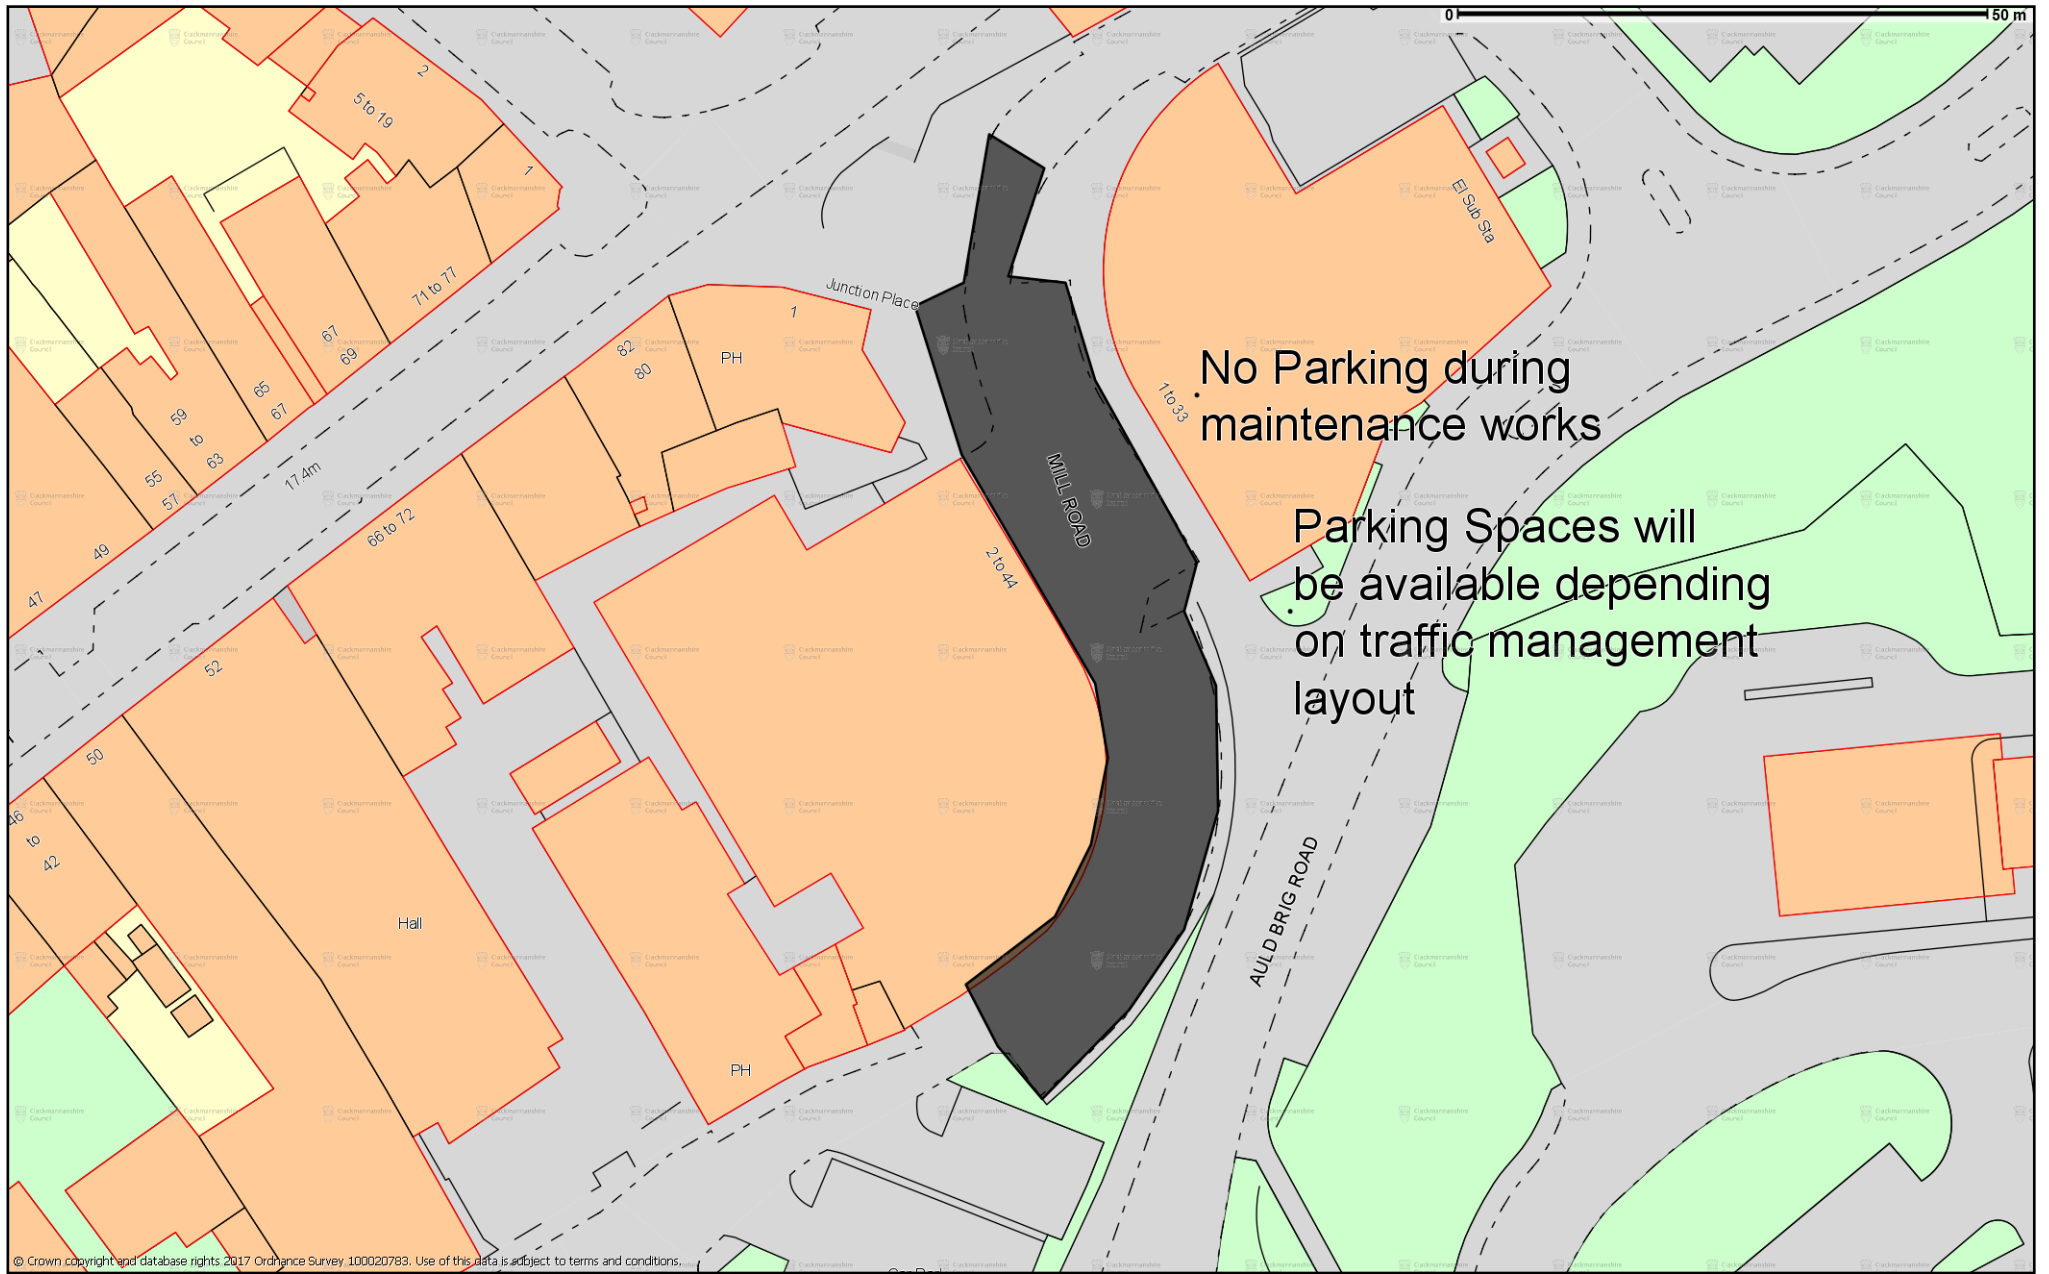 0
50 m
2
5 to 19
1
El Sub Sta
71 to 77
Junction Place
1
67
69
82
80
PH
65
67
1 to 33
No Parking during
maintenance works
59
to
63
55
57
17.4m
MILL ROAD
66 to 72
49
2 to 44
Parking Spaces will
be available depending
on traffic management
layout
47
52
50
46
to
42
AULD BRIG ROAD
Hall
PH
Clackmannanshire
Council
© Crown copyright and database rights 2017 Ordnance Survey 100020783. Use of this data is subject to terms and conditions.